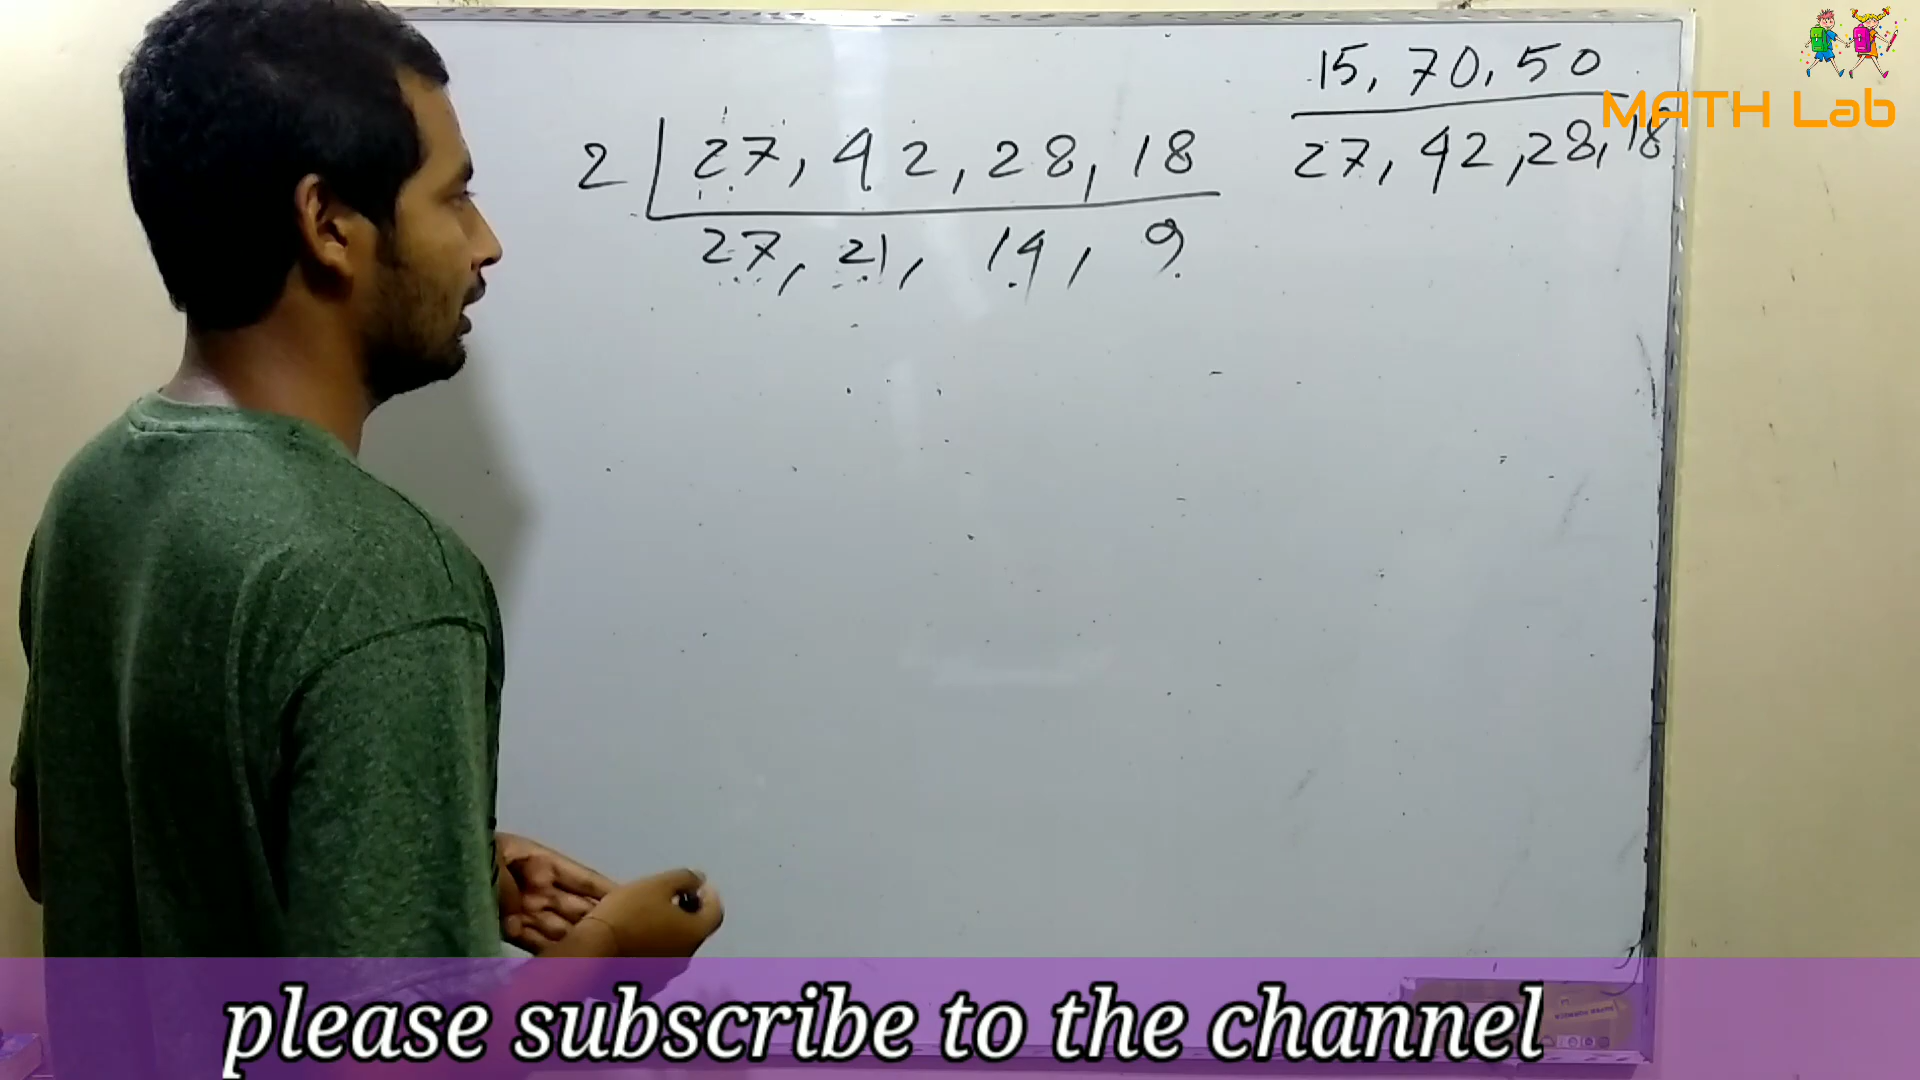 15, 70, 50
MATH Lab
27, 42, 28, 18
2 27, 42, 28, 18
27, 21, 14, 9
please subscribe to the channel